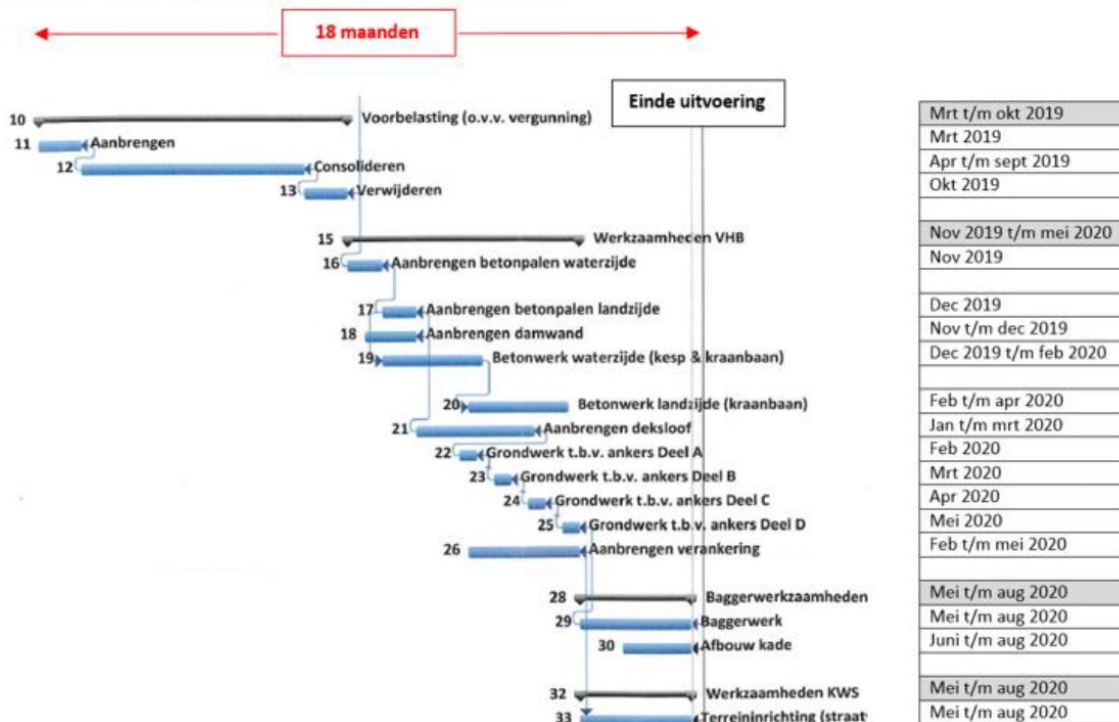 18 maanden
Einde uitvoering
10 Voorbelasting (o.v.v. vergunning) Mrt t/m okt 2019
11 Aanbrengen Mrt 2019
12 Consolideren Apr t/m sept 2019
13 Verwijderen Okt 2019
15 Werkzaamheden VHB Nov 2019 t/m mei 2020
16 Aanbrengen betonpalen waterzijde Nov 2019
17 Aanbrengen betonpalen landzijde Dec 2019
18 Aanbrengen damwand Nov t/m dec 2019
19 Betonwerk waterzijde (kesp & kraanbaan) Dec 2019 t/m feb 2020
20 Betonwerk landzijde (kraanbaan) Feb t/m apr 2020
21 Aanbrengen deksloof Jan t/m mrt 2020
22 Grondwerk t.b.v. ankers Deel A Feb 2020
23 Grondwerk t.b.v. ankers Deel B Mrt 2020
24 Grondwerk t.b.v. ankers Deel C Apr 2020
25 Grondwerk t.b.v. ankers Deel D Mei 2020
26 Aanbrengen verankering Feb t/m mei 2020
28 Baggerwerkzaamheden Mei t/m aug 2020
29 Baggerwerk Mei t/m aug 2020
30 Afbouw kade Juni t/m aug 2020
32 Werkzaamheden KWS Mei t/m aug 2020
33 Terreininrichting (straat Mei t/m aug 2020